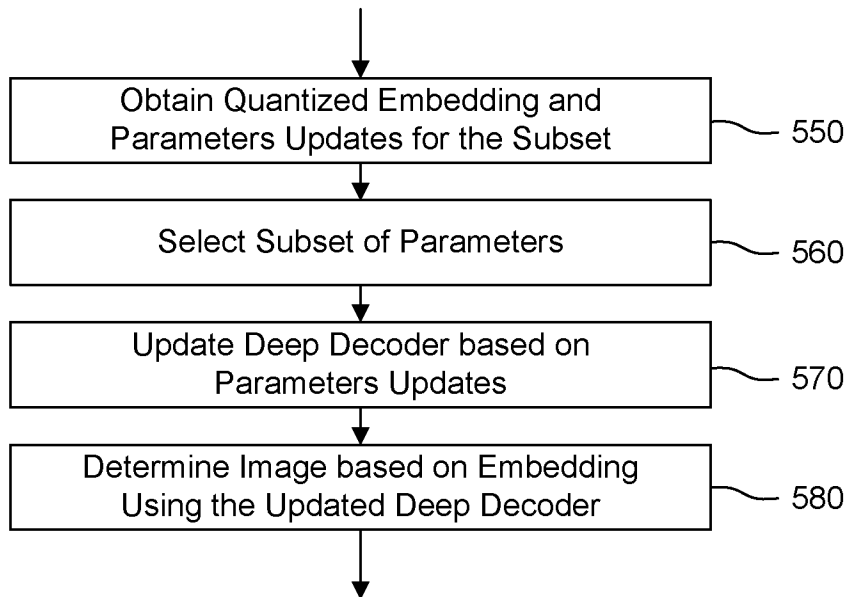 Obtain Quantized Embedding and
Parameters Updates for the Subset
550
Select Subset of Parameters
560
Update Deep Decoder based on
Parameters Updates
570
Determine Image based on Embedding
Using the Updated Deep Decoder
580